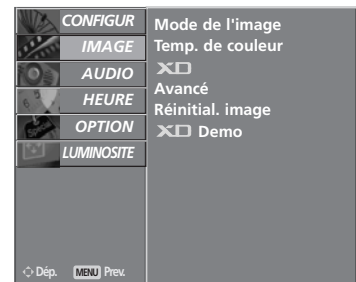 CONFIGUR
IMAGE
AUDIO
HEURE
OPTION
LUMINOSITE
Dép. MENU Prev.
Mode de l'image
Temp. de couleur
XD
Avancé
Réinitial. image
XD Demo